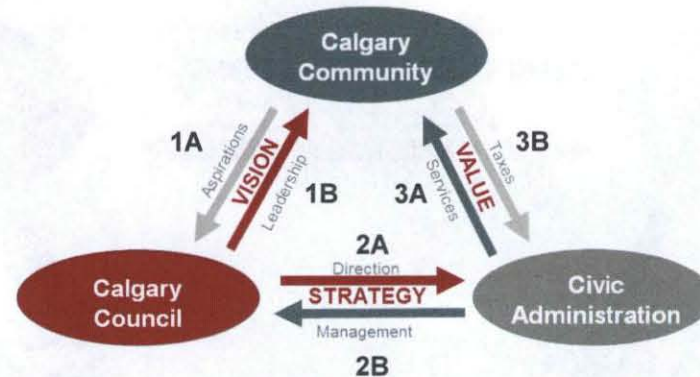 Calgary
Community
1A
Aspirations
VISION
Leadership
1B
3A
Services
VALUE
Taxes
3B
2A
Direction
STRATEGY
Management
2B
Calgary
Council
Civic
Administration